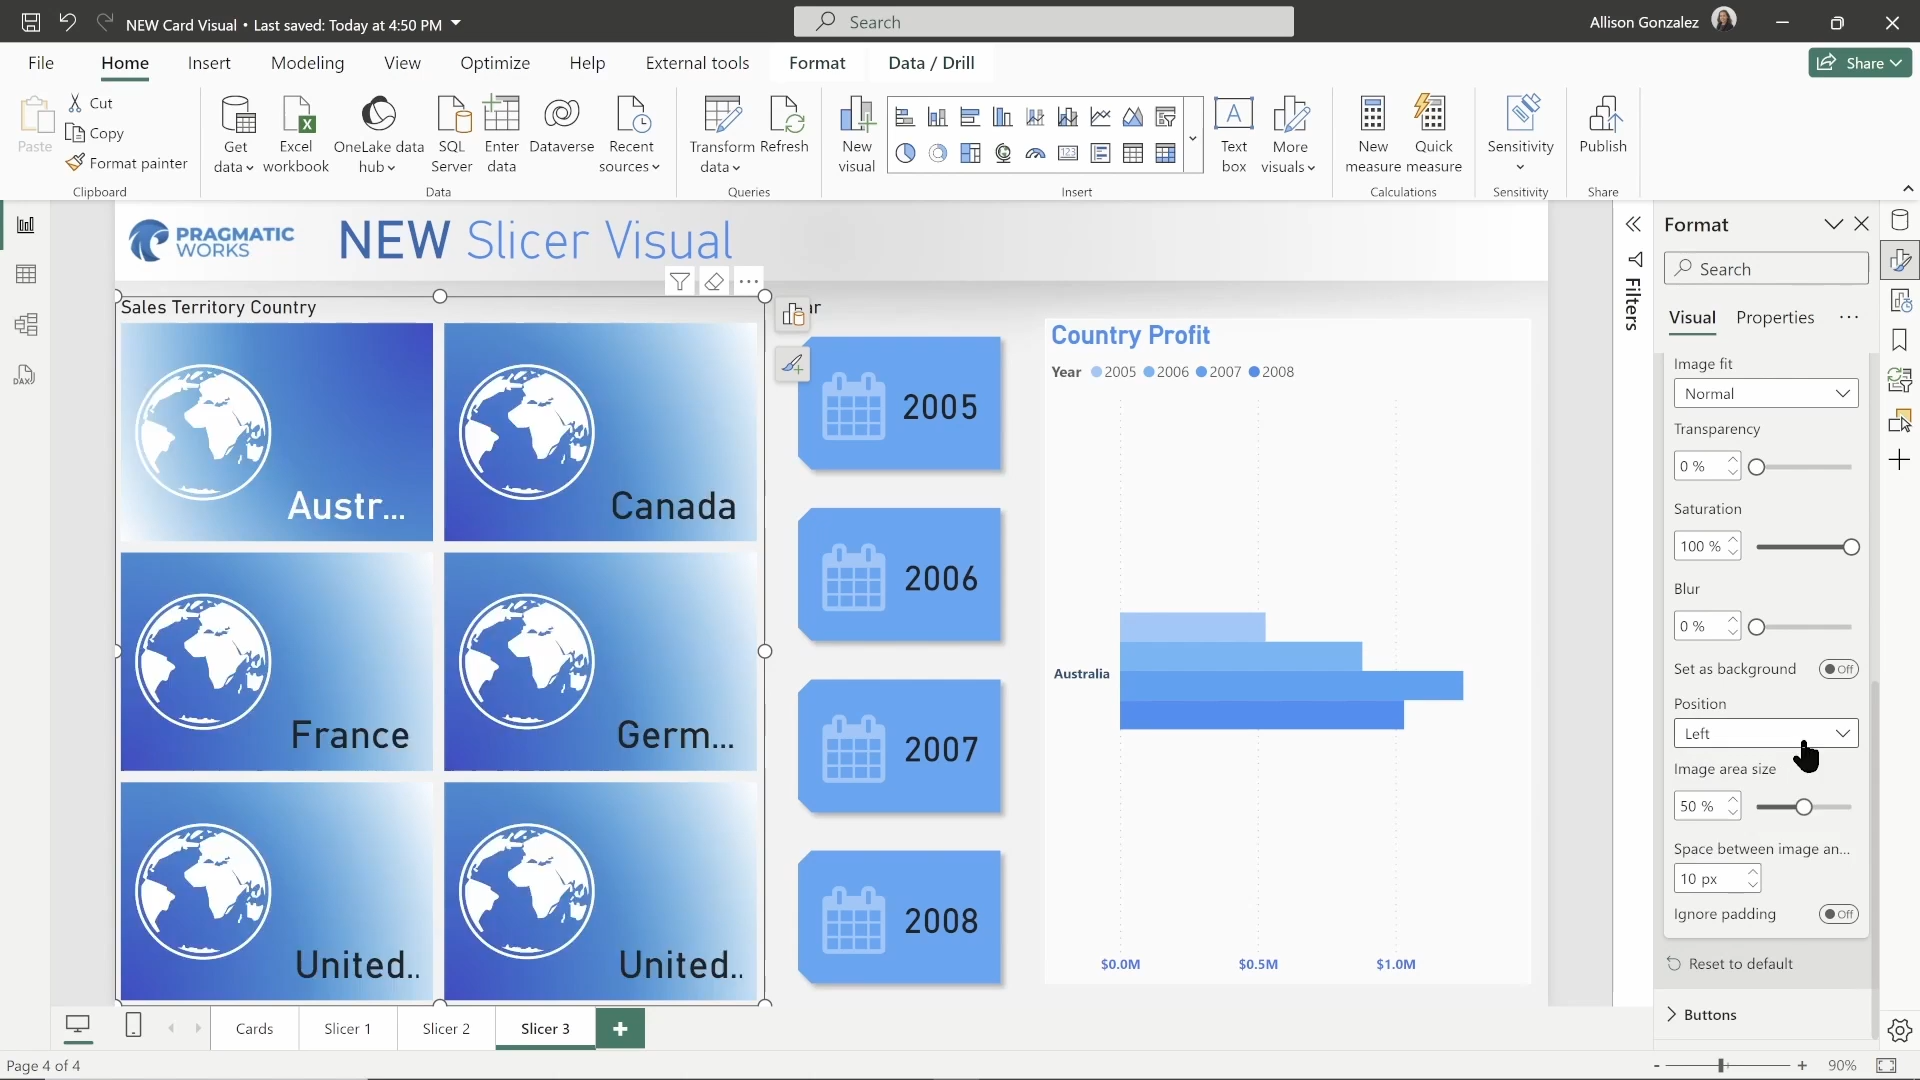 NEW Card Visual • Last saved: Today at 4:50 PM
Search
Allison Gonzalez
File
Home
Insert
Modeling
View
Optimize
Help
External tools
Format
Data / Drill
Share
Paste
Cut
Copy
Format painter
Clipboard
Get data
Excel workbook
OneLake data hub
SQL Server
Enter data
Dataverse
Recent sources
Data
Transform data
Refresh
Queries
New visual
Text box
More visuals
Insert
New measure
Quick measure
Calculations
Sensitivity
Sensitivity
Publish
Share
PRAGMATIC
WORKS
NEW Slicer Visual
Sales Territory Country
Austr...
Canada
France
Germ...
United..
United..
ar
2005
2006
2007
2008
Country Profit
Year 2005 2006 2007 2008
Australia
$0.0M
$0.5M
$1.0M
Filters
Format
Search
Visual
Properties
Image fit
Normal
Transparency
0 %
Saturation
100 %
Blur
0 %
Set as background
Off
Position
Left
Image area size
50 %
Space between image an...
10 px
Ignore padding
Off
Reset to default
Buttons
DAX
Cards
Slicer 1
Slicer 2
Slicer 3
Page 4 of 4
- + 90%